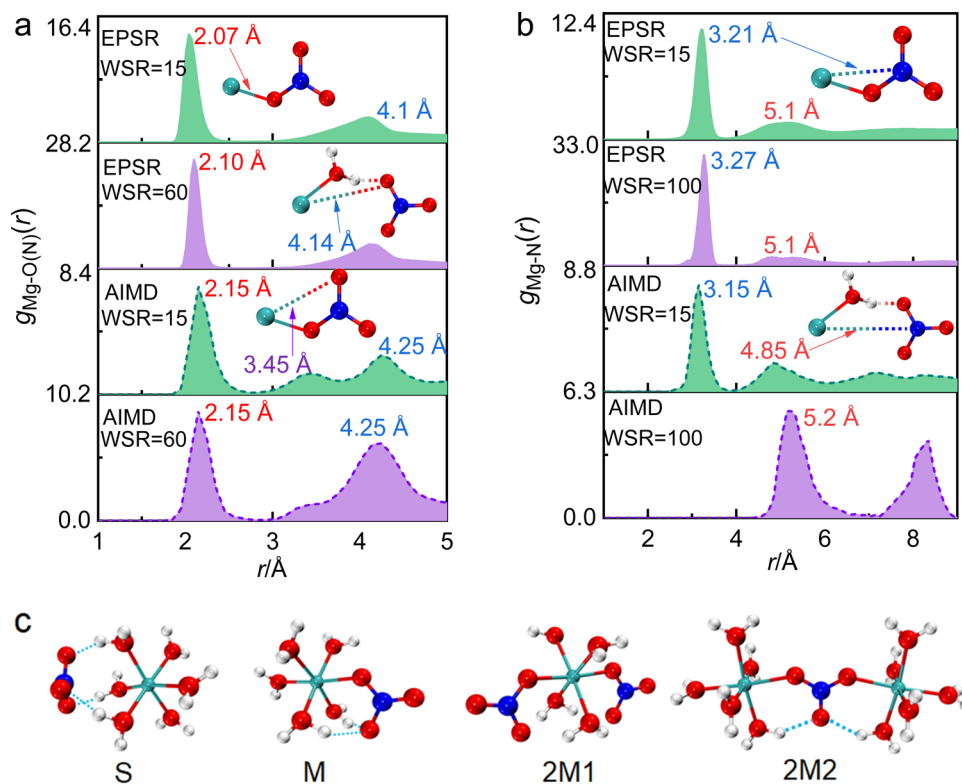 a
g_Mg-O(N)(r)
16.4
EPSR
WSR=15
2.07 Å
4.1 Å
28.2
EPSR
WSR=60
2.10 Å
4.14 Å
8.4
AIMD
WSR=15
2.15 Å
3.45 Å
4.25 Å
10.2
AIMD
WSR=60
2.15 Å
4.25 Å
0.0
1 2 3 4 5
r/Å
b
g_Mg-N(r)
12.4
EPSR
WSR=15
3.21 Å
5.1 Å
33.0
EPSR
WSR=100
3.27 Å
5.1 Å
8.8
AIMD
WSR=15
3.15 Å
4.85 Å
6.3
AIMD
WSR=100
5.2 Å
0.0
2 4 6 8
r/Å
c
S M 2M1 2M2